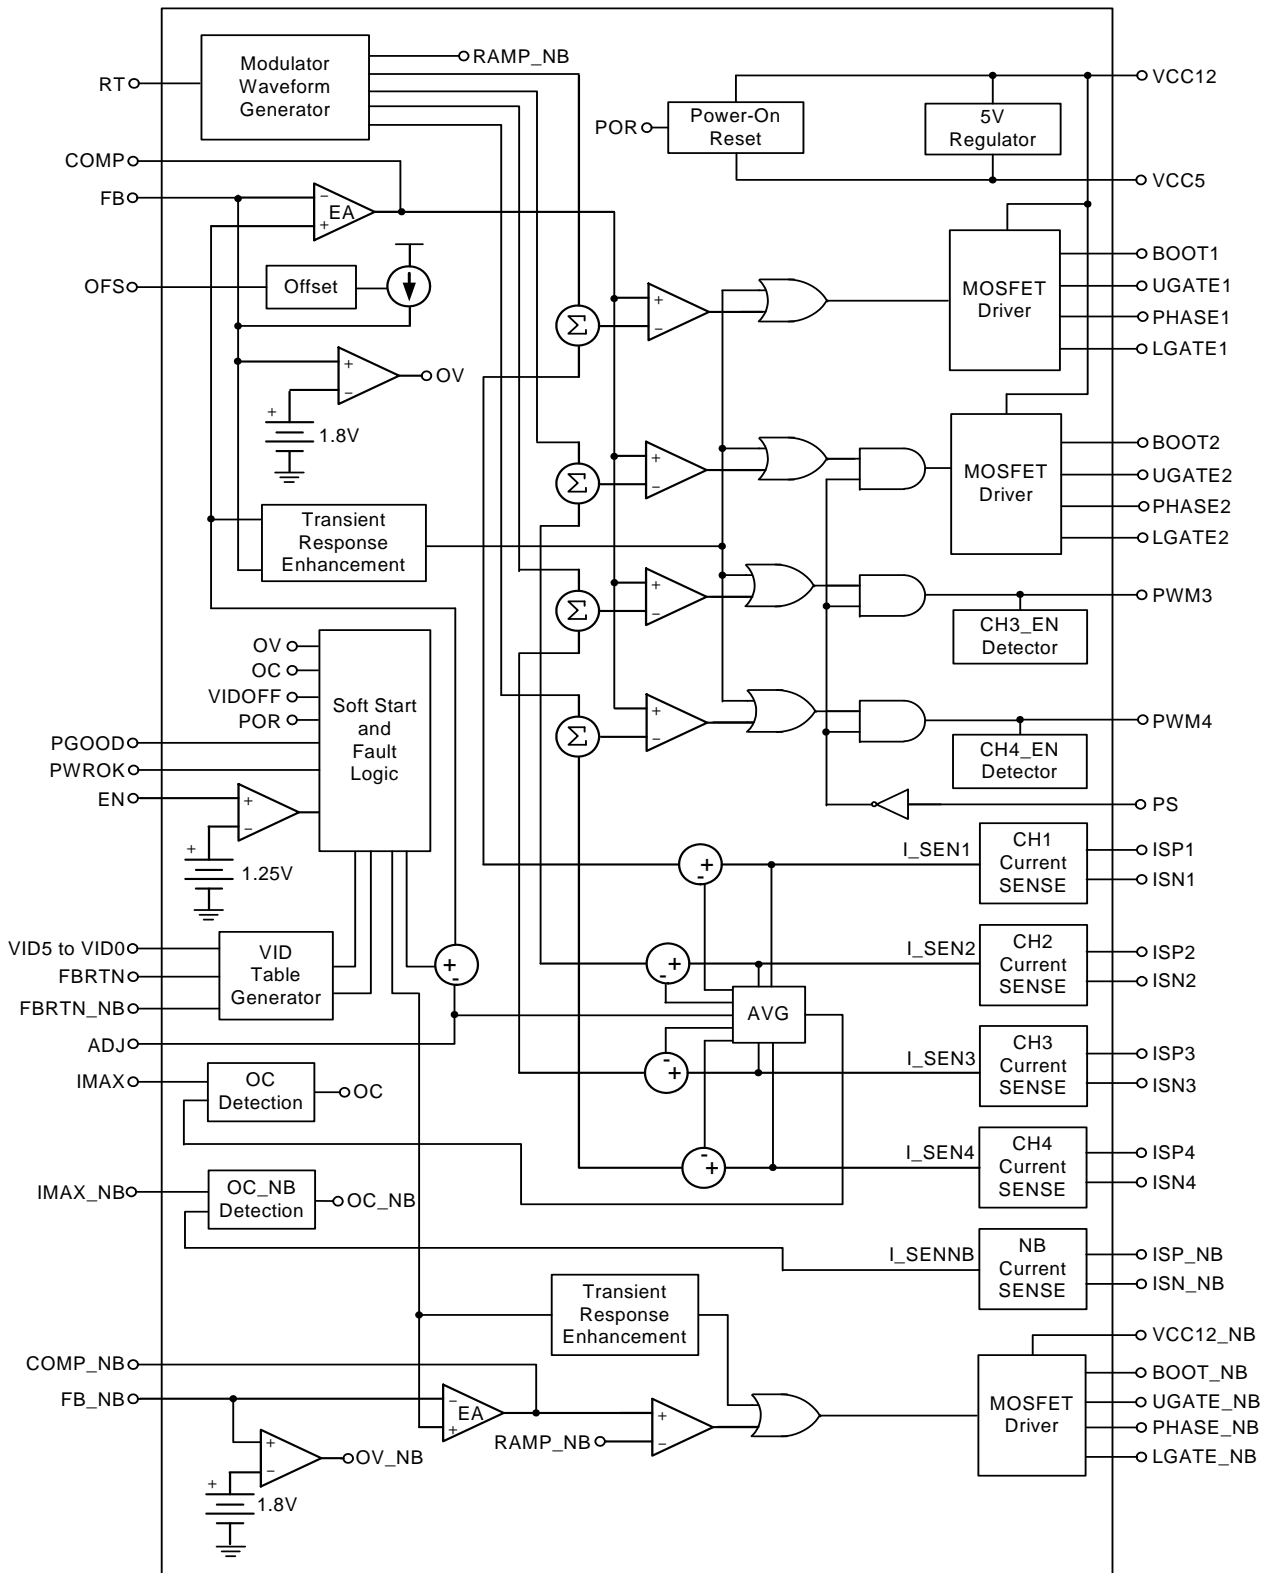 Modulator
Waveform
Generator
RT
RAMP_NB
COMP
FB
−
EA
+
OFS
Offset
+
−
OV
+
1.8V
Transient
Response
Enhancement
POR
Power-On
Reset
5V
Regulator
VCC12
VCC5
MOSFET
Driver
BOOT1
UGATE1
PHASE1
LGATE1
Σ
+
−
MOSFET
Driver
BOOT2
UGATE2
PHASE2
LGATE2
Σ
+
−
Σ
+
−
PWM3
CH3_EN
Detector
Σ
+
−
PWM4
CH4_EN
Detector
PS
OV
OC
VIDOFF
POR
PGOOD
PWROK
EN
Soft Start
and
Fault
Logic
+
−
+
1.25V
VID5 to VID0
FBRTN
FBRTN_NB
VID
Table
Generator
+
-
ADJ
IMAX
OC
Detection
OC
IMAX_NB
OC_NB
Detection
OC_NB
+
-
I_SEN1
CH1
Current
SENSE
ISP1
ISN1
+
-
I_SEN2
CH2
Current
SENSE
ISP2
ISN2
AVG
-
+
I_SEN3
CH3
Current
SENSE
ISP3
ISN3
-
+
I_SEN4
CH4
Current
SENSE
ISP4
ISN4
I_SENNB
NB
Current
SENSE
ISP_NB
ISN_NB
Transient
Response
Enhancement
COMP_NB
FB_NB
−
EA
+
RAMP_NB
+
−
+
−
OV_NB
+
1.8V
MOSFET
Driver
VCC12_NB
BOOT_NB
UGATE_NB
PHASE_NB
LGATE_NB